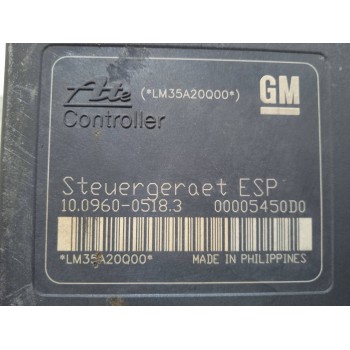 Ate (*LM35A20Q00*) GM
Controller
Steuergeraet ESP
10.0960-0518.3 00005450D0
*LM35A20Q00* MADE IN PHILIPPINES